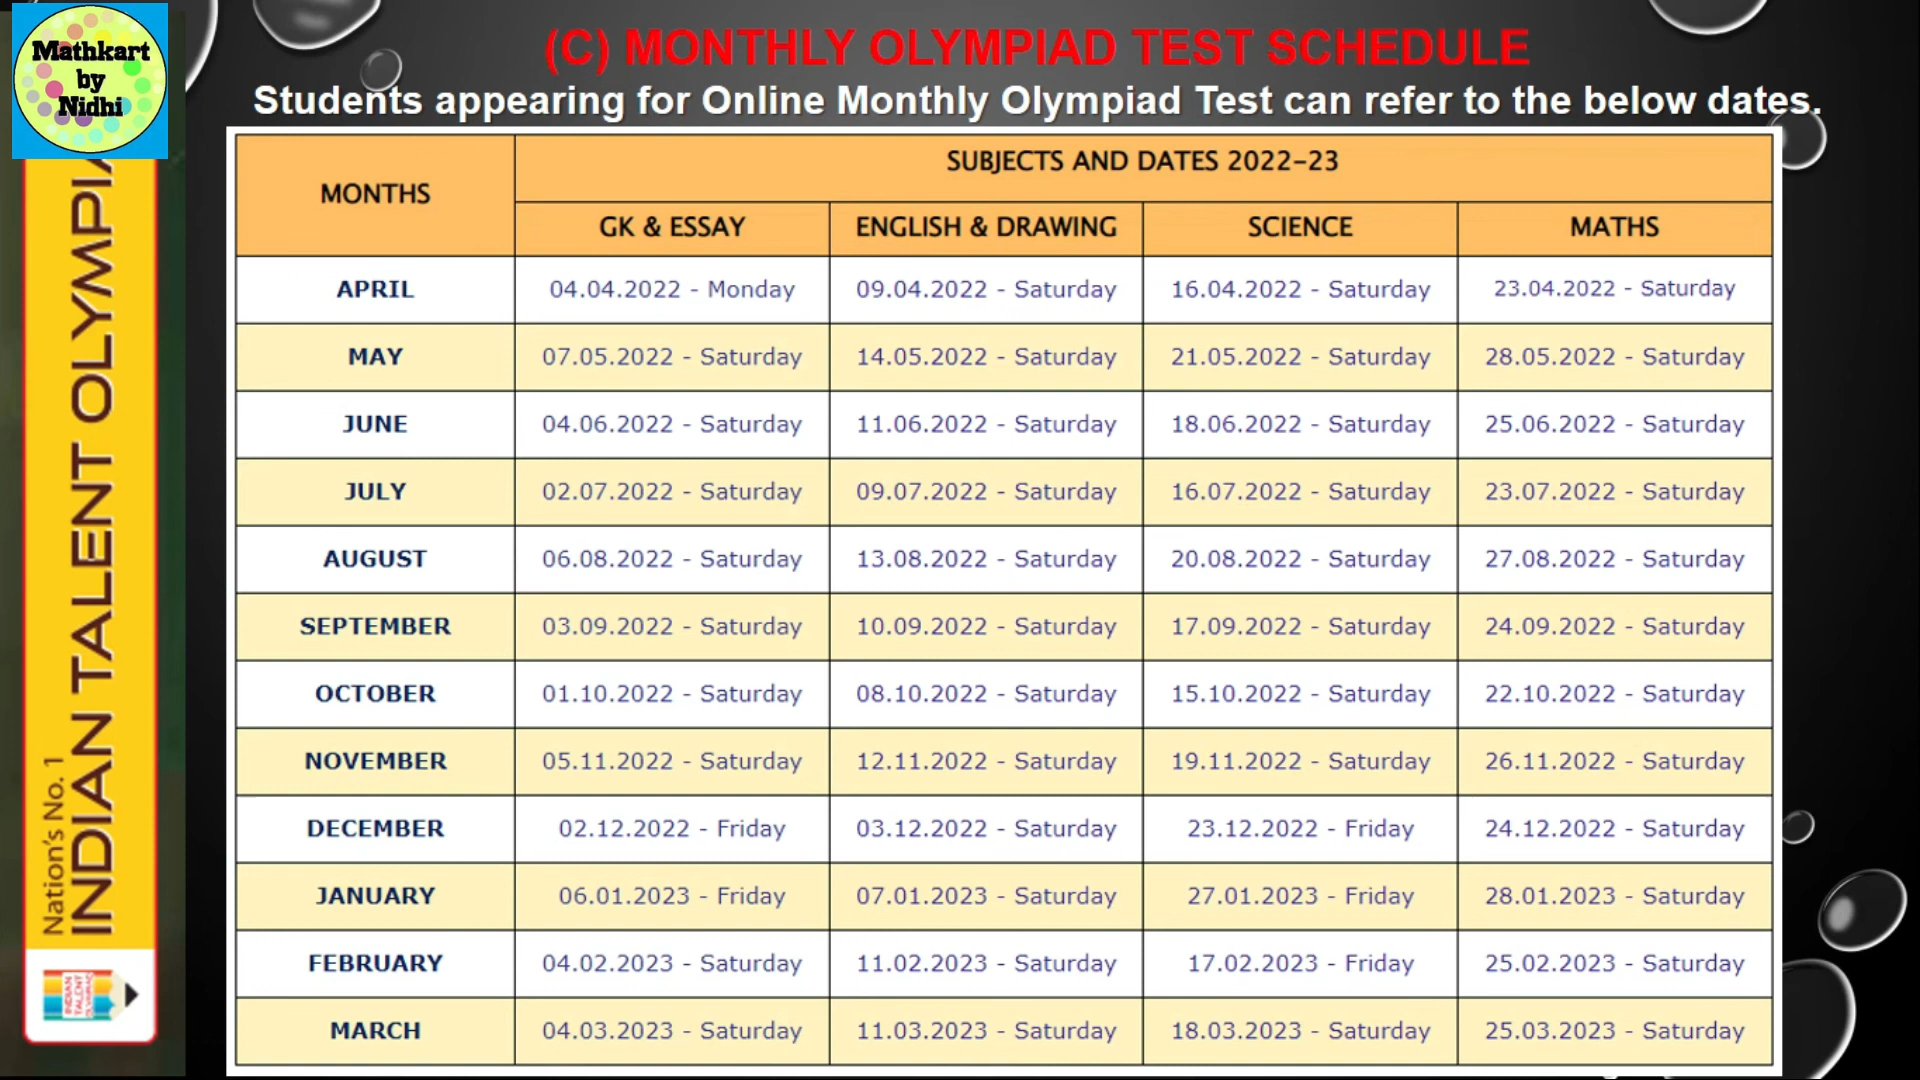 Mathkart
by
Nidhi
(C) MONTHLY OLYMPIAD TEST SCHEDULE
Students appearing for Online Monthly Olympiad Test can refer to the below dates.
MONTHS
SUBJECTS AND DATES 2022-23
GK & ESSAY ENGLISH & DRAWING SCIENCE MATHS
APRIL 04.04.2022 - Monday 09.04.2022 - Saturday 16.04.2022 - Saturday 23.04.2022 - Saturday
MAY 07.05.2022 - Saturday 14.05.2022 - Saturday 21.05.2022 - Saturday 28.05.2022 - Saturday
JUNE 04.06.2022 - Saturday 11.06.2022 - Saturday 18.06.2022 - Saturday 25.06.2022 - Saturday
JULY 02.07.2022 - Saturday 09.07.2022 - Saturday 16.07.2022 - Saturday 23.07.2022 - Saturday
AUGUST 06.08.2022 - Saturday 13.08.2022 - Saturday 20.08.2022 - Saturday 27.08.2022 - Saturday
SEPTEMBER 03.09.2022 - Saturday 10.09.2022 - Saturday 17.09.2022 - Saturday 24.09.2022 - Saturday
OCTOBER 01.10.2022 - Saturday 08.10.2022 - Saturday 15.10.2022 - Saturday 22.10.2022 - Saturday
NOVEMBER 05.11.2022 - Saturday 12.11.2022 - Saturday 19.11.2022 - Saturday 26.11.2022 - Saturday
DECEMBER 02.12.2022 - Friday 03.12.2022 - Saturday 23.12.2022 - Friday 24.12.2022 - Saturday
JANUARY 06.01.2023 - Friday 07.01.2023 - Saturday 27.01.2023 - Friday 28.01.2023 - Saturday
FEBRUARY 04.02.2023 - Saturday 11.02.2023 - Saturday 17.02.2023 - Friday 25.02.2023 - Saturday
MARCH 04.03.2023 - Saturday 11.03.2023 - Saturday 18.03.2023 - Saturday 25.03.2023 - Saturday
Nation's No. 1
INDIAN TALENT OLYMPIA
INDIAN
TALENT